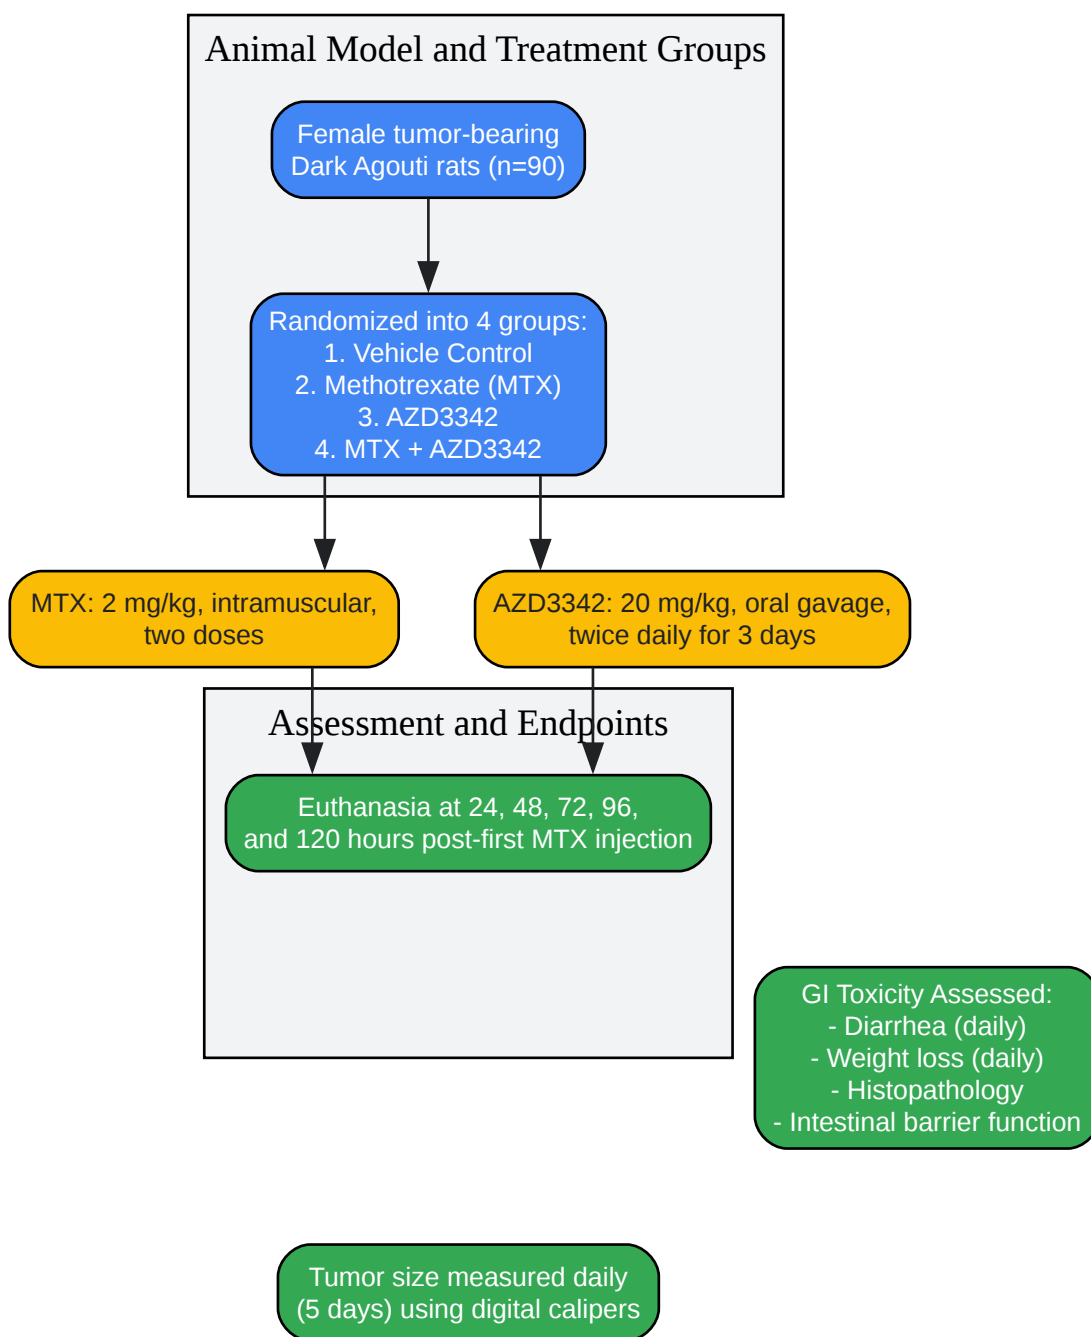 Animal Model and Treatment Groups
Female tumor-bearing
Dark Agouti rats (n=90)
Randomized into 4 groups:
1. Vehicle Control
2. Methotrexate (MTX)
3. AZD3342
4. MTX + AZD3342
MTX: 2 mg/kg, intramuscular,
two doses
AZD3342: 20 mg/kg, oral gavage,
twice daily for 3 days
Assessment and Endpoints
Euthanasia at 24, 48, 72, 96,
and 120 hours post-first MTX injection
GI Toxicity Assessed:
- Diarrhea (daily)
- Weight loss (daily)
- Histopathology
- Intestinal barrier function
Tumor size measured daily
(5 days) using digital calipers